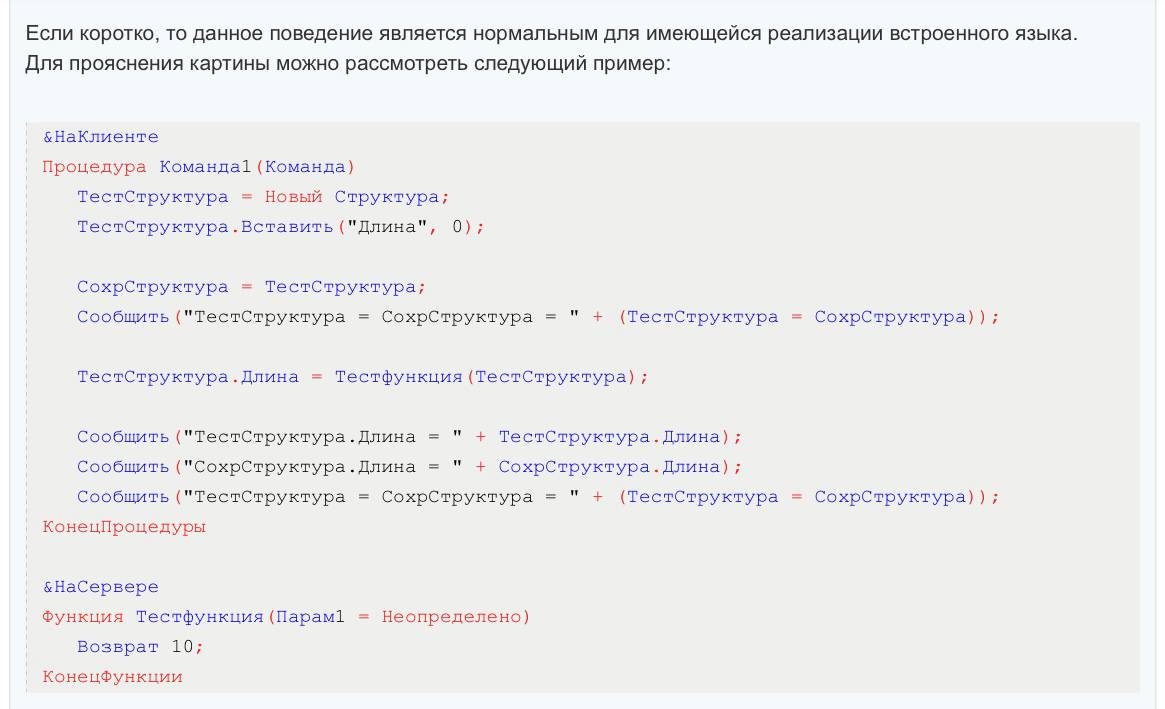 Если коротко, то данное поведение является нормальным для имеющейся реализации встроенного языка.
Для прояснения картины можно рассмотреть следующий пример:
&НаКлиенте
Процедура Команда1(Команда)
ТестСтруктура = Новый Структура;
ТестСтруктура.Вставить("Длина", 0);
СохрСтруктура = ТестСтруктура;
Сообщить("ТестСтруктура = СохрСтруктура = " + (ТестСтруктура = СохрСтруктура));
ТестСтруктура.Длина = Тестфункция(ТестСтруктура);
Сообщить("ТестСтруктура.Длина = " + ТестСтруктура.Длина);
Сообщить("СохрСтруктура.Длина = " + СохрСтруктура.Длина);
Сообщить("ТестСтруктура = СохрСтруктура = " + (ТестСтруктура = СохрСтруктура));
КонецПроцедуры
&НаСервере
Функция Тестфункция(Парам1 = Неопределено)
Возврат 10;
КонецФункции